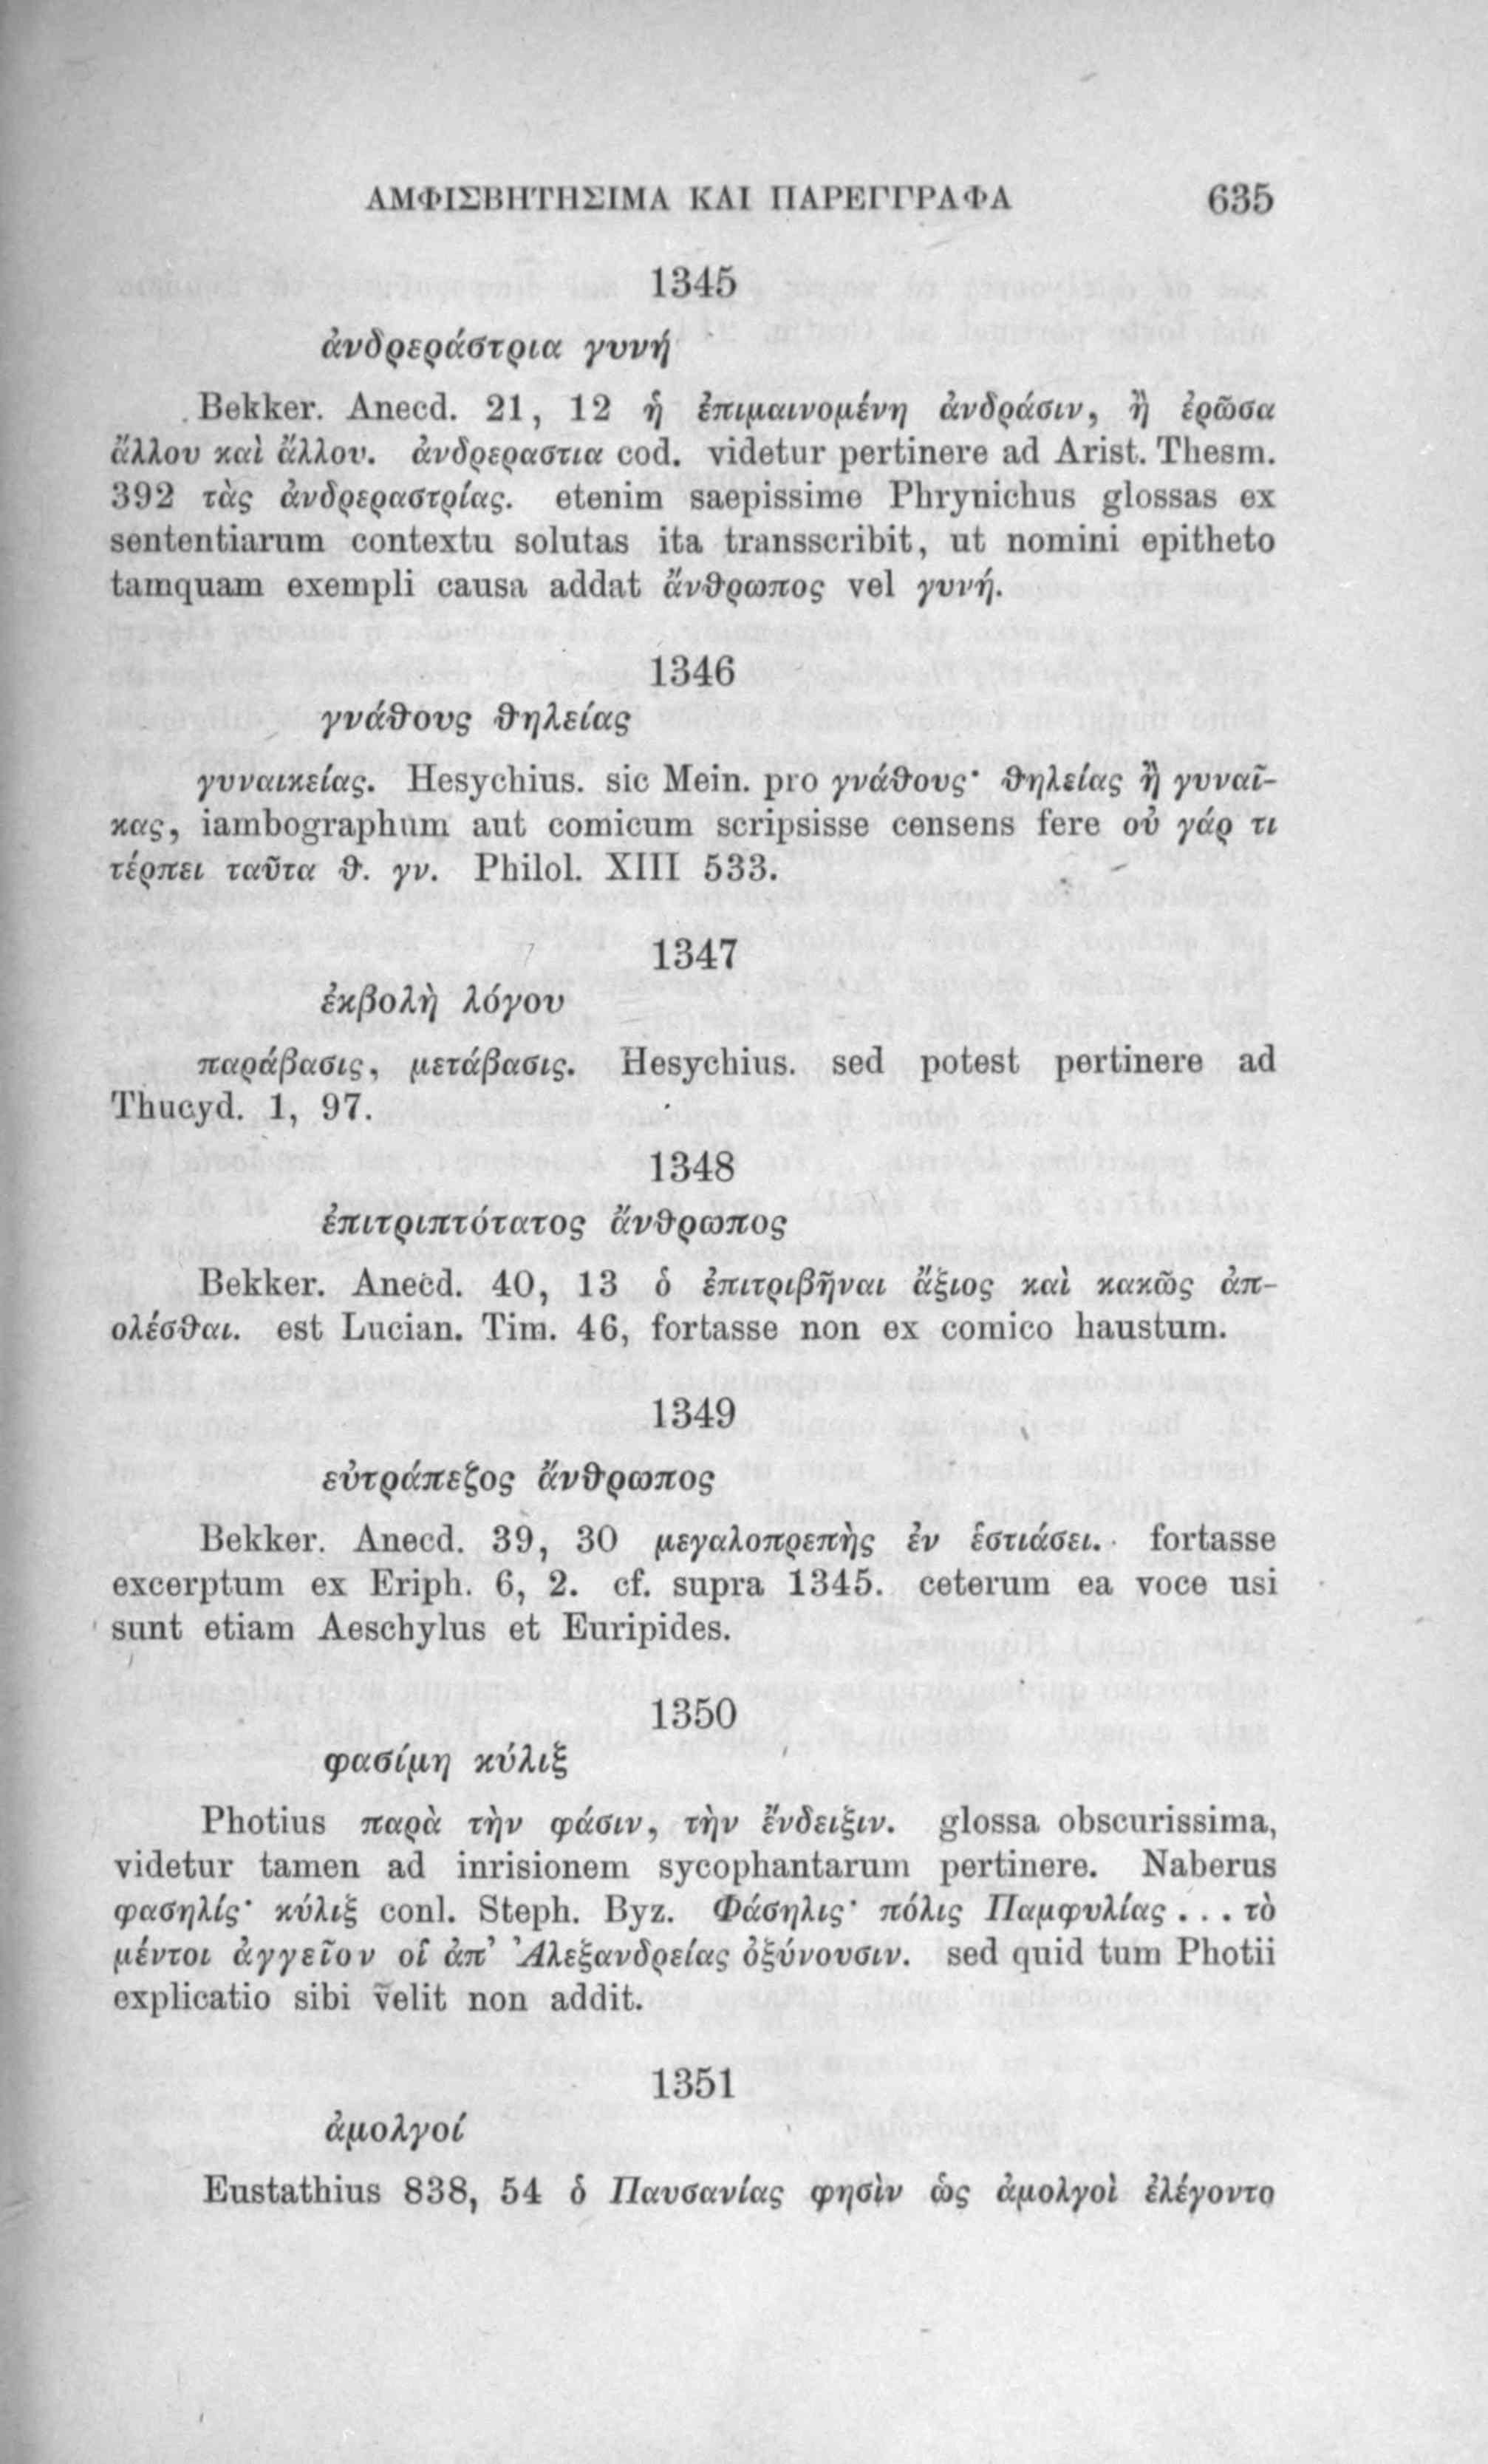 ΑΜΦΙΣΒΗΤΗΣΙΜΑ ΚΑΙ ΠΑΡΕΓΓΡΑΦΑ 635
1345
ἀνδρεράστρια γυνή
Bekker. Anecd. 21, 12 ἡ ἐπιμαινομένη ἀνδράσιν, ἢ ἐρῶσα
ἄλλου καὶ ἄλλου. ἀνδρεραστια cod. videtur pertinere ad Arist. Thesm.
392 τὰς ἀνδρεραστρίας. etenim saepissime Phrynichus glossas ex
sententiarum contextu solutas ita transscribit, ut nomini epitheto
tamquam exempli causa addat ἄνθρωπος vel γυνή.
1346
γνάθους θηλείας
γυναικείας. Hesychius. sic Mein. pro γνάθους· θηλείας ἢ γυναῖ-
κας, iambographum aut comicum scripsisse censens fere οὐ γάρ τι
τέρπει ταῦτα θ. γν. Philol. XIII 533.
1347
ἐκβολὴ λόγου
παράβασις, μετάβασις. Hesychius. sed potest pertinere ad
Thucyd. 1, 97.
1348
ἐπιτριπτότατος ἄνθρωπος
Bekker. Anecd. 40, 13 ὁ ἐπιτριβῆναι ἄξιος καὶ κακῶς ἀπ-
ολέσθαι. est Lucian. Tim. 46, fortasse non ex comico haustum.
1349
εὐτράπεζος ἄνθρωπος
Bekker. Anecd. 39, 30 μεγαλοπρεπὴς ἐν ἑστιάσει. fortasse
excerptum ex Eriph. 6, 2. cf. supra 1345. ceterum ea voce usi
sunt etiam Aeschylus et Euripides.
1350
φασίμη κύλιξ
Photius παρὰ τὴν φάσιν, τὴν ἔνδειξιν. glossa obscurissima,
videtur tamen ad inrisionem sycophantarum pertinere. Naberus
φασηλίς· κύλιξ conl. Steph. Byz. Φάσηλις· πόλις Παμφυλίας . . . τὸ
μέντοι ἀγγεῖον οἱ ἀπ’ Ἀλεξανδρείας ὀξύνουσιν. sed quid tum Photii
explicatio sibi velit non addit.
1351
ἀμολγοί
Eustathius 838, 54 ὁ Παυσανίας φησὶν ὡς ἀμολγοὶ ἐλέγοντο